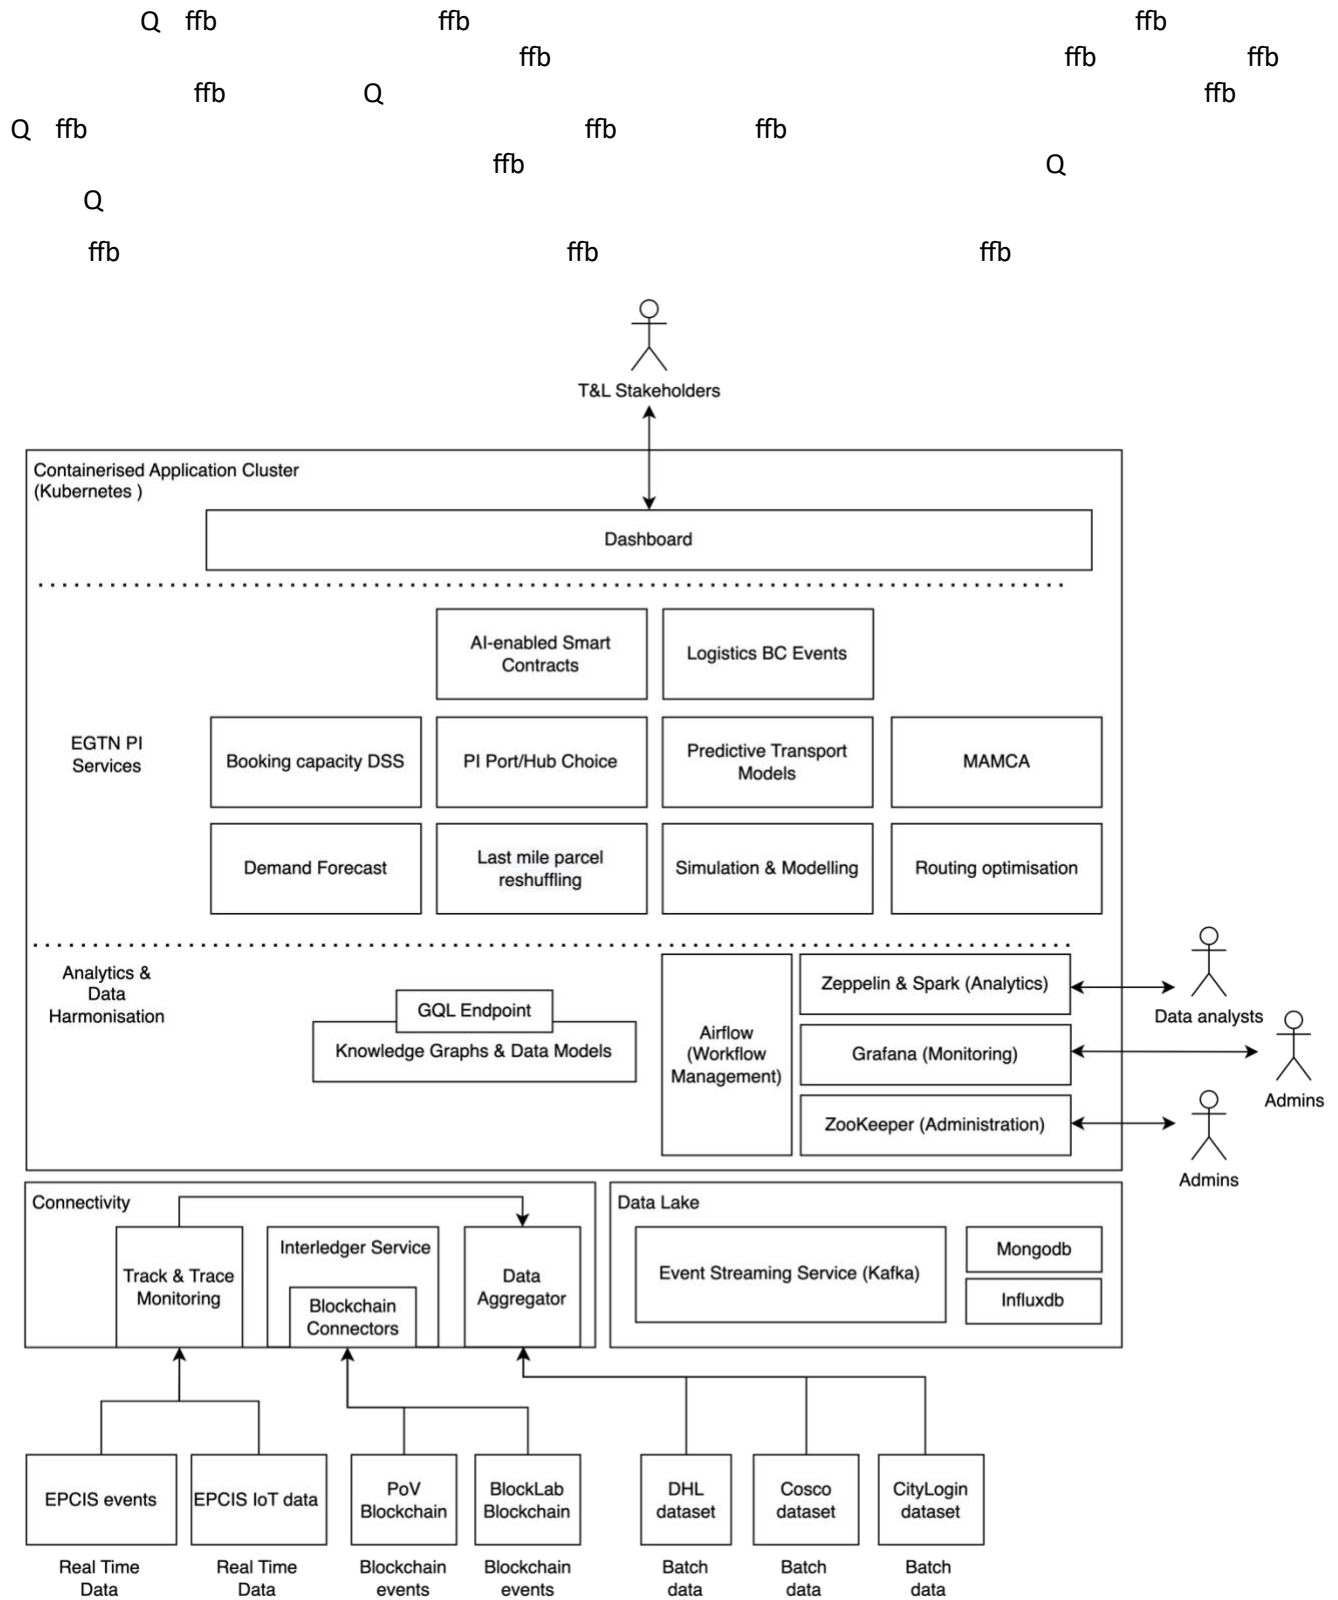 Q ffb ffb ffb
ffb ffb ffb
ffb Q ffb
Q ffb ffb ffb
ffb Q
Q
ffb ffb ffb
T&L Stakeholders
Containerised Application Cluster
(Kubernetes )
Dashboard
AI-enabled Smart
Contracts
Logistics BC Events
EGTN PI
Services
Booking capacity DSS
PI Port/Hub Choice
Predictive Transport
Models
MAMCA
Demand Forecast
Last mile parcel
reshuffling
Simulation & Modelling
Routing optimisation
Analytics &
Data
Harmonisation
GQL Endpoint
Knowledge Graphs & Data Models
Airflow
(Workflow
Management)
Zeppelin & Spark (Analytics)
Grafana (Monitoring)
ZooKeeper (Administration)
Data analysts
Admins
Admins
Connectivity
Track & Trace
Monitoring
Interledger Service
Blockchain
Connectors
Data
Aggregator
Data Lake
Event Streaming Service (Kafka)
Mongodb
Influxdb
EPCIS events
EPCIS IoT data
PoV
Blockchain
BlockLab
Blockchain
DHL
dataset
Cosco
dataset
CityLogin
dataset
Real Time
Data
Real Time
Data
Blockchain
events
Blockchain
events
Batch
data
Batch
data
Batch
data